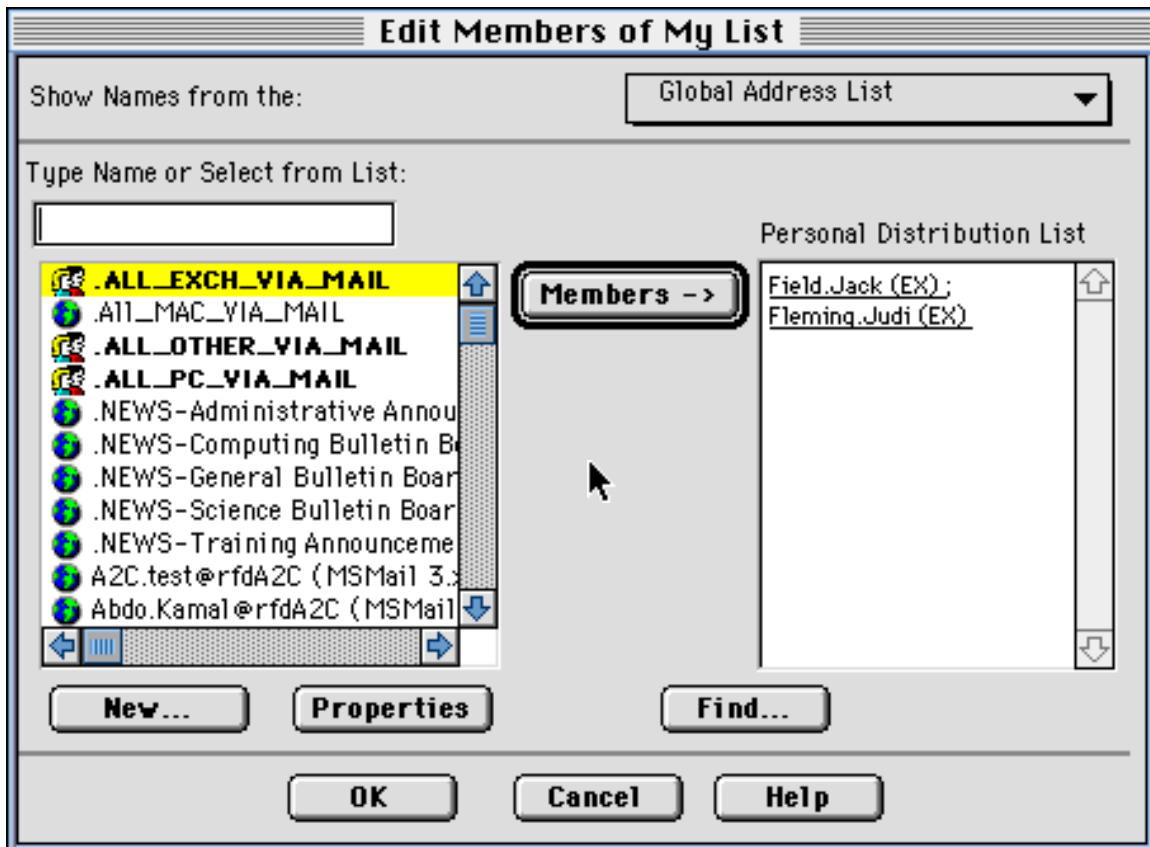 Edit Members of My List
Show Names from the:
Global Address List
Type Name or Select from List:
Personal Distribution List
.ALL_EXCH_VIA_MAIL
.All_MAC_VIA_MAIL
.ALL_OTHER_VIA_MAIL
.ALL_PC_VIA_MAIL
.NEWS-Administrative Annou
.NEWS-Computing Bulletin B
.NEWS-General Bulletin Boar
.NEWS-Science Bulletin Boar
.NEWS-Training Announceme
A2C.test@rfdA2C (MSMail 3.x
Abdo.Kamal@rfdA2C (MSMail
Members ->
Field.Jack (EX) ;
Fleming.Judi (EX)
New...
Properties
Find...
OK
Cancel
Help